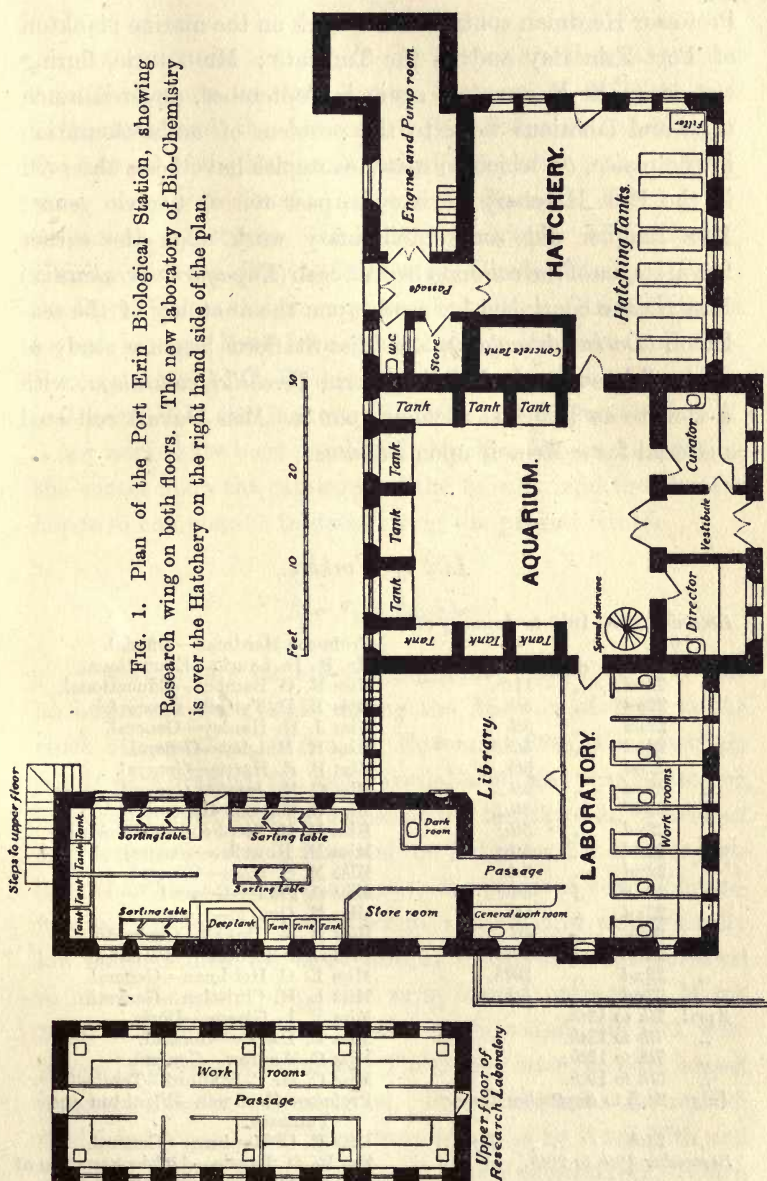 FIG. 1. Plan of the Port Erin Biological Station, showing
Research wing on both floors. The new laboratory of Bio-Chemistry
is over the Hatchery on the right hand side of the plan.
Feet 10 20 30
Steps to upper floor
Tank Tank Tank Tank Tank
Sorting table
Sorting table
Sorting table
Sorting table
Deep tank
Tank Tank Tank
Store room
Dark room
Work rooms
Passage
Upper floor of
Research Laboratory
Library.
Passage
General work room
LABORATORY.
Work rooms
Tank
Tank
Tank
Tank
Tank
Tank
Tank
Tank
Tank
AQUARIUM.
Spiral staircase
Director
Vestibule
Curator
W.C.
Store
Passage
Engine and Pump room
Concrete Tank
HATCHERY.
Hatching Tanks.
Filter